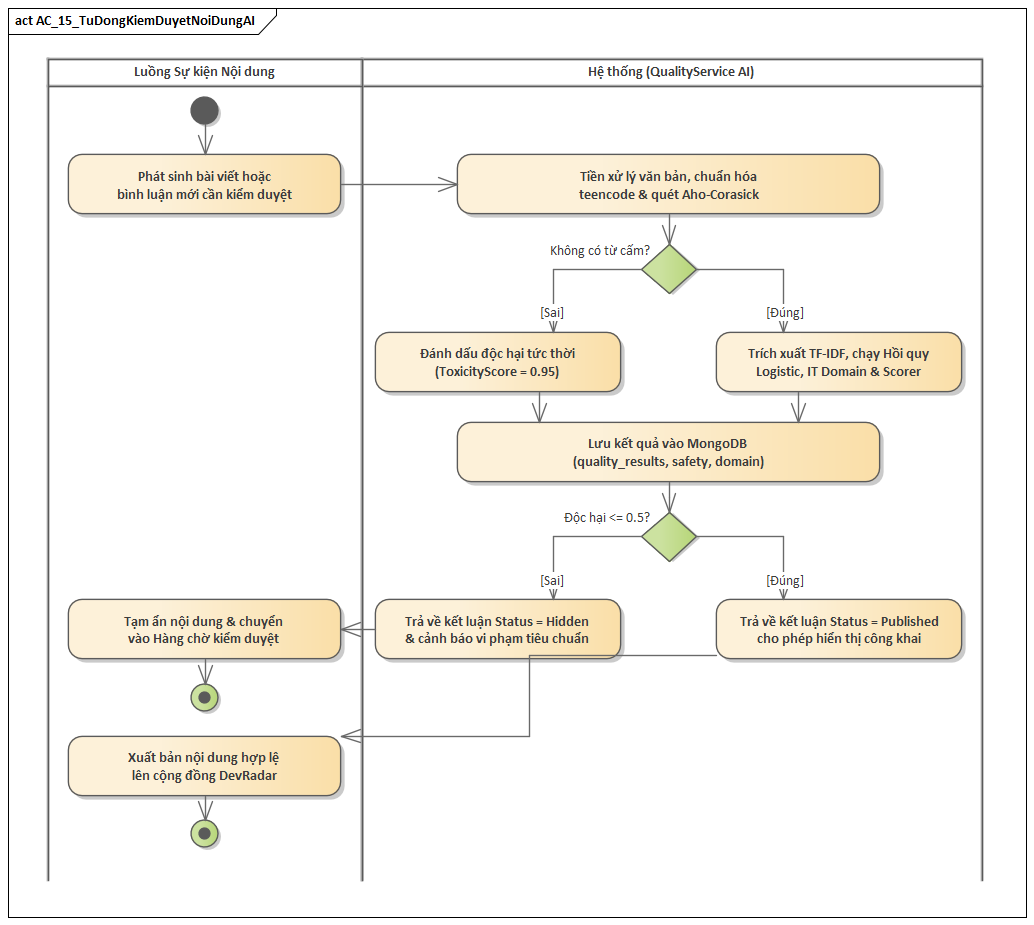 act AC_15_TuDongKiemDuyetNoiDungAI
Luồng Sự kiện Nội dung
Hệ thống (QualityService AI)
Phát sinh bài viết hoặc
bình luận mới cần kiểm duyệt
Tiền xử lý văn bản, chuẩn hóa
teencode & quét Aho-Corasick
Không có từ cấm?
[Sai]
[Đúng]
Đánh dấu độc hại tức thời
(ToxicityScore = 0.95)
Trích xuất TF-IDF, chạy Hồi quy
Logistic, IT Domain & Scorer
Lưu kết quả vào MongoDB
(quality_results, safety, domain)
Độc hại <= 0.5?
[Sai]
[Đúng]
Tạm ẩn nội dung & chuyển
vào Hàng chờ kiểm duyệt
Trả về kết luận Status = Hidden
& cảnh báo vi phạm tiêu chuẩn
Trả về kết luận Status = Published
cho phép hiển thị công khai
Xuất bản nội dung hợp lệ
lên cộng đồng DevRadar